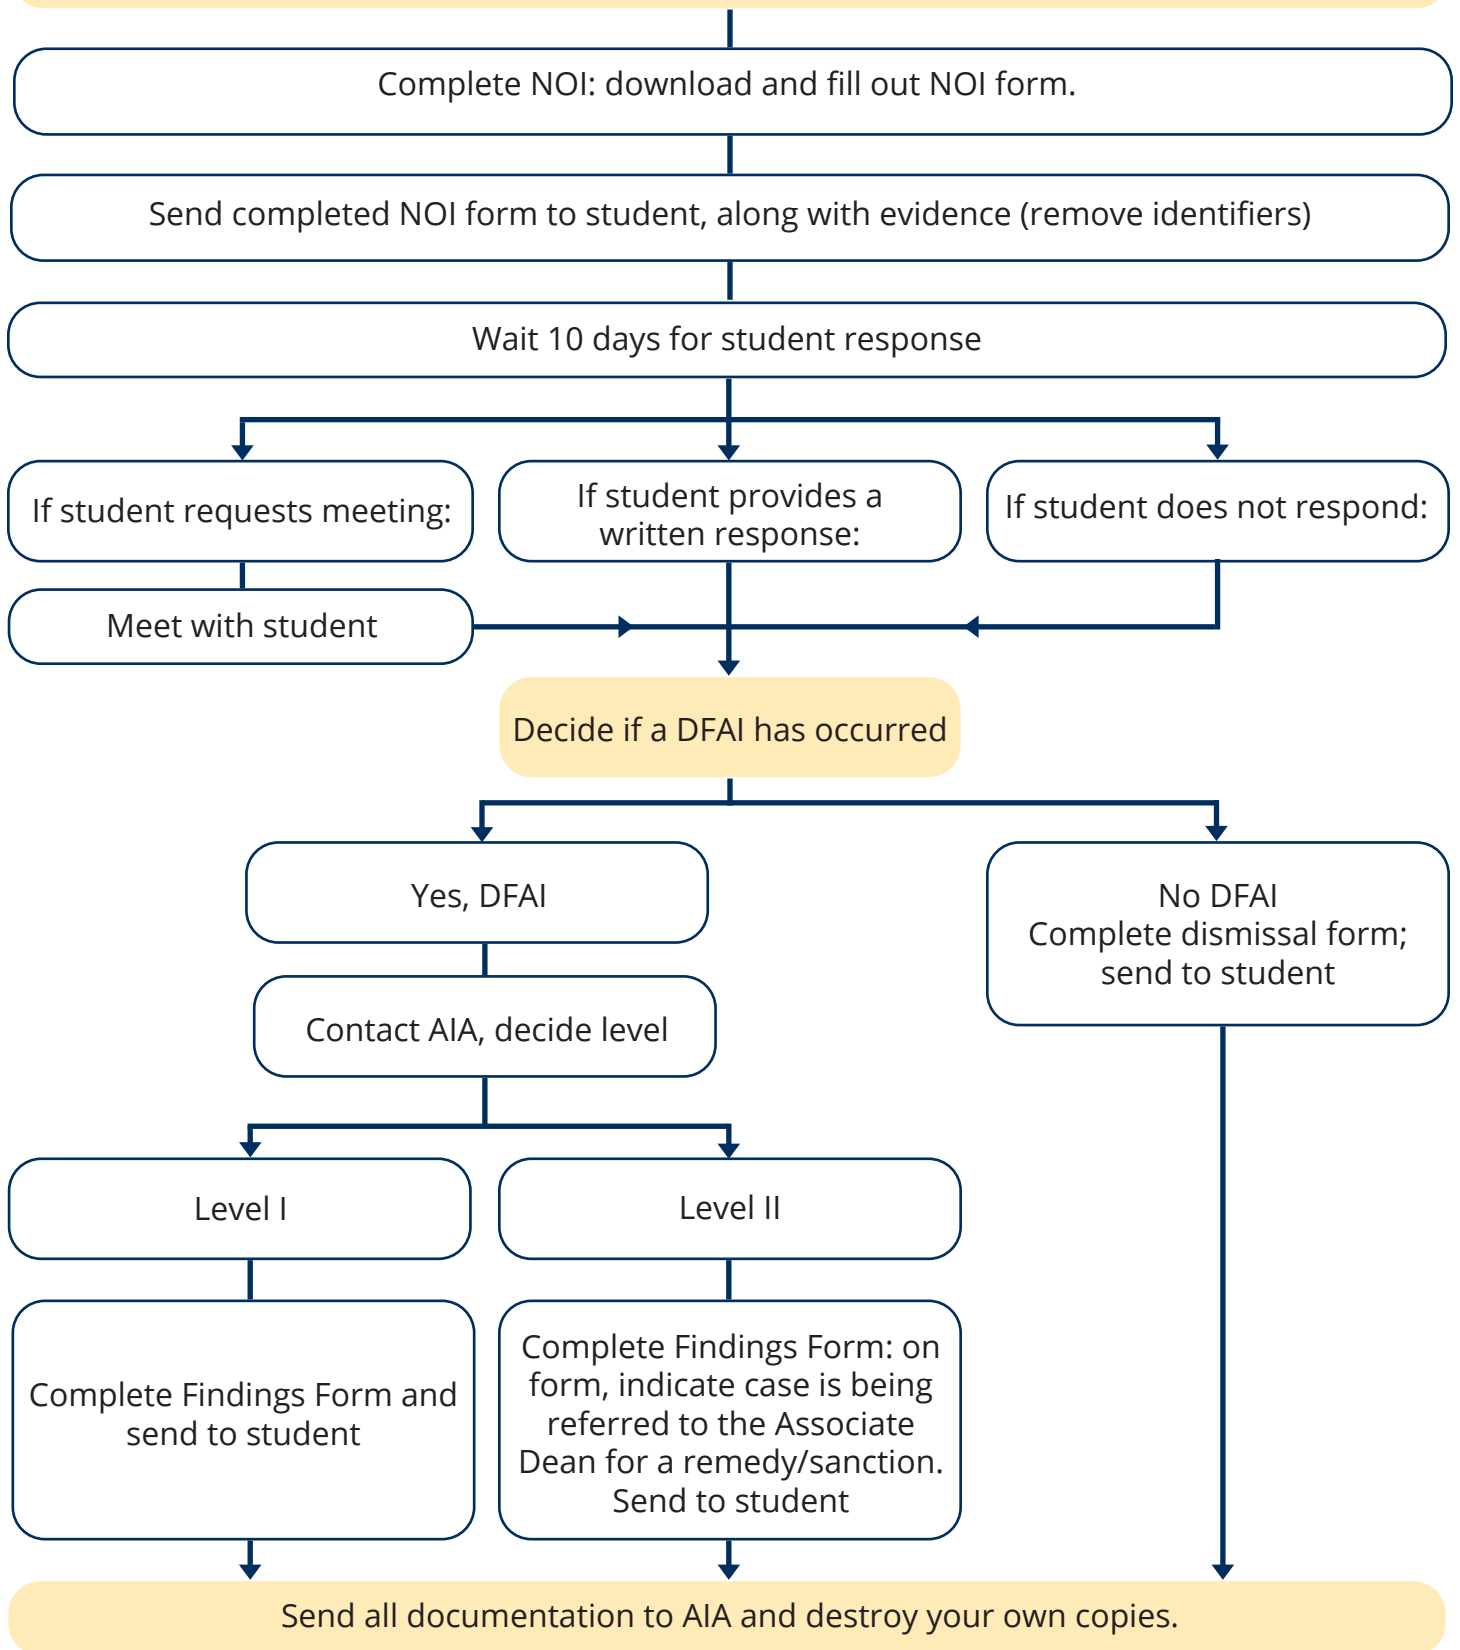 Complete NOI: download and fill out NOI form.
Send completed NOI form to student, along with evidence (remove identifiers)
Wait 10 days for student response
If student requests meeting:
If student provides a
written response:
If student does not respond:
Meet with student
Decide if a DFAI has occurred
Yes, DFAI
No DFAI
Complete dismissal form;
send to student
Contact AIA, decide level
Level I
Level II
Complete Findings Form and
send to student
Complete Findings Form: on
form, indicate case is being
referred to the Associate
Dean for a remedy/sanction.
Send to student
Send all documentation to AIA and destroy your own copies.